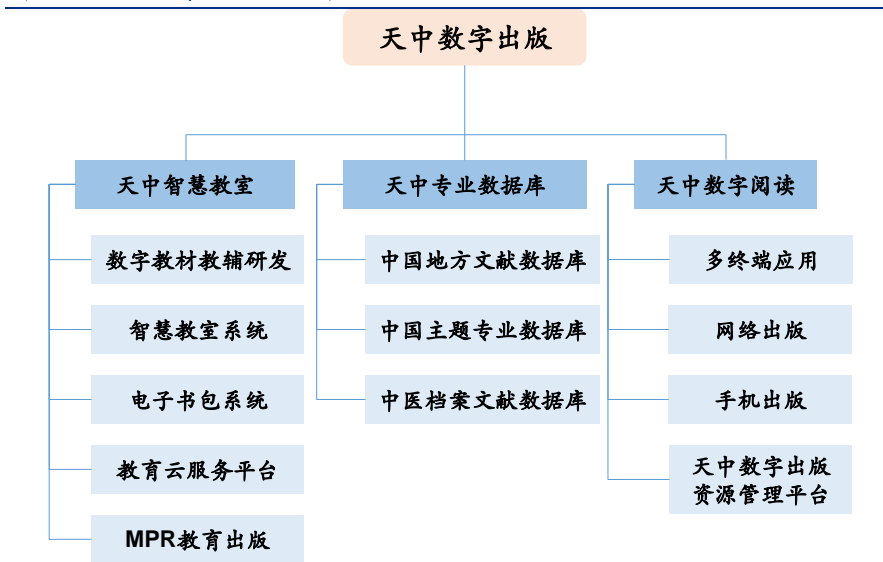 天中数字出版
天中智慧教室
数字教材教辅研发
智慧教室系统
电子书包系统
教育云服务平台
MPR教育出版
天中专业数据库
中国地方文献数据库
中国主题专业数据库
中医档案文献数据库
天中数字阅读
多终端应用
网络出版
手机出版
天中数字出版
资源管理平台